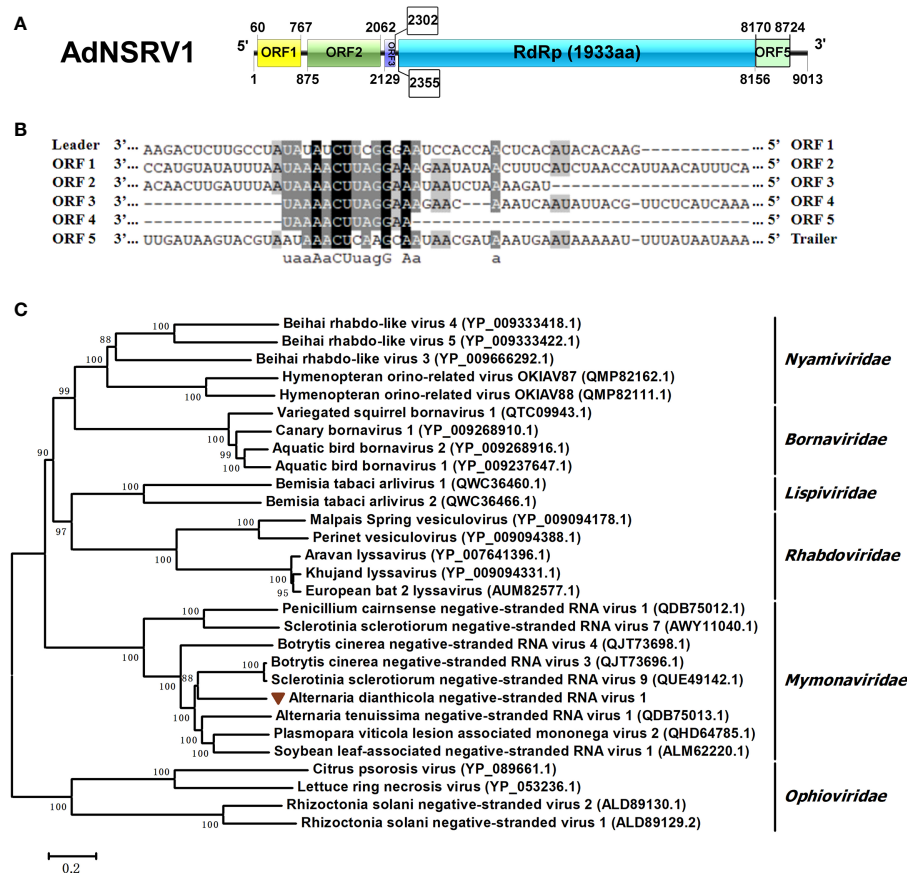 A
AdNSRV1
60 767 2062 2302 8170 8724
5' ORF1 ORF2 ORF3 RdRp (1933aa) ORF5 3'
1 875 2129 2355 8156 9013
B
Leader 3'... AAGACUCUUGCCUAUAUAUCUUCGGGAAUCCACCAACUCACAUACACAAG----------- ... 5' ORF 1
ORF 1 3'... CCAUGUAUAUUUAAUAAAACUUAGGAAAGAAUAUAACUUUCAUCUAACCAUUAACAUUUCA ... 5' ORF 2
ORF 2 3'... ACAACUUGAUUUAAUAAAACUUAGGAAAUAAUCUAAAAGAU-------------------- ... 5' ORF 3
ORF 3 3'... ----------------UAAAACUUAGGAAAGAAC--AAAUCAAUAUUACG-UUCUCAUCAAA ... 5' ORF 4
ORF 4 3'... ----------------UAAAACUUAGGAA---------------------------------- ... 5' ORF 5
ORF 5 3'... UUGAUAAGUACGUAAUAAAACUCAAGCAAUAACGAUAAAUGAAUAAAAAU-UUUAUAAUAAA ... 5' Trailer
uaaAaCUuagG Aa a
C
100 Beihai rhabdo-like virus 4 (YP_009333418.1)
88 Beihai rhabdo-like virus 5 (YP_009333422.1)
100 Beihai rhabdo-like virus 3 (YP_009666292.1)
Nyamiviridae
Hymenopteran orino-related virus OKIAV87 (QMP82162.1)
99 100 Hymenopteran orino-related virus OKIAV88 (QMP82111.1)
Variegated squirrel bornavirus 1 (QTC09943.1)
100 Canary bornavirus 1 (YP_009268910.1)
Bornaviridae
99 Aquatic bird bornavirus 2 (YP_009268916.1)
90 100 Aquatic bird bornavirus 1 (YP_009237647.1)
100 Bemisia tabaci arlivirus 1 (QWC36460.1)
Lispiviridae
Bemisia tabaci arlivirus 2 (QWC36466.1)
97 100 Malpais Spring vesiculovirus (YP_009094178.1)
Perinet vesiculovirus (YP_009094388.1)
100 Aravan lyssavirus (YP_007641396.1)
Rhabdoviridae
100 Khujand lyssavirus (YP_009094331.1)
95 European bat 2 lyssavirus (AUM82577.1)
100 Penicillium cairnsense negative-stranded RNA virus 1 (QDB75012.1)
Sclerotinia sclerotiorum negative-stranded RNA virus 7 (AWY11040.1)
Botrytis cinerea negative-stranded RNA virus 4 (QJT73698.1)
100 100 Botrytis cinerea negative-stranded RNA virus 3 (QJT73696.1)
88 Sclerotinia sclerotiorum negative-stranded RNA virus 9 (QUE49142.1)
Mymonaviridae
100 Alternaria dianthicola negative-stranded RNA virus 1
Alternaria tenuissima negative-stranded RNA virus 1 (QDB75013.1)
100 Plasmopara viticola lesion associated mononega virus 2 (QHD64785.1)
100 Soybean leaf-associated negative-stranded RNA virus 1 (ALM62220.1)
100 Citrus psorosis virus (YP_089661.1)
Lettuce ring necrosis virus (YP_053236.1)
Ophioviridae
100 Rhizoctonia solani negative-stranded virus 2 (ALD89130.1)
100 Rhizoctonia solani negative-stranded virus 1 (ALD89129.2)
0.2